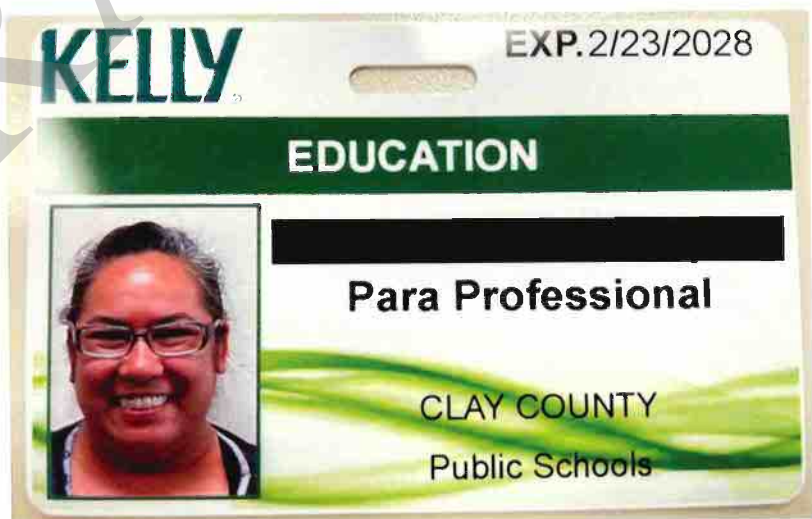 KELLY
EXP. 2/23/2028
EDUCATION
Para Professional
CLAY COUNTY
Public Schools